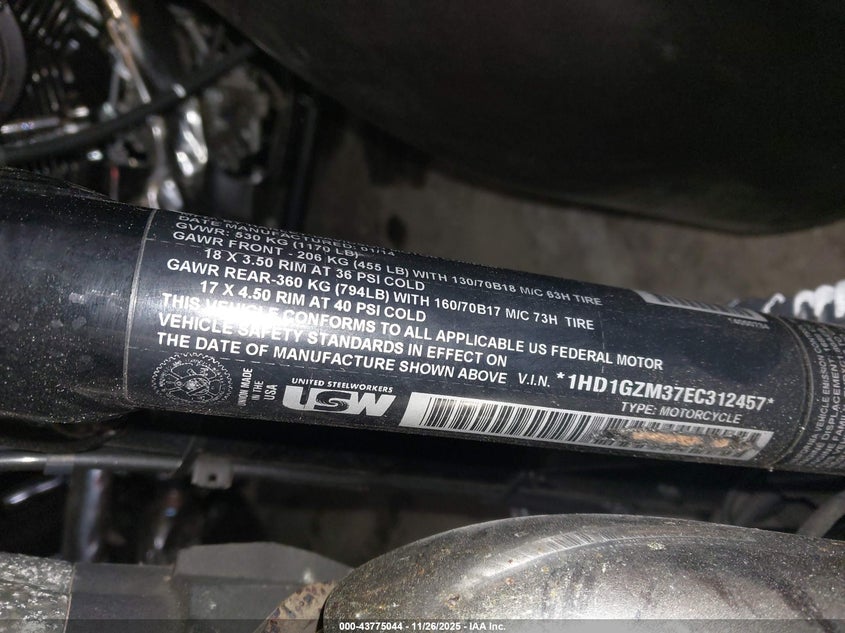 DATE MANUFACTURED: 01/14
GVWR: 530 KG (1170 LB)
GAWR FRONT - 206 KG (455 LB) WITH 130/70B18 M/C 63H TIRE
18 X 3.50 RIM AT 36 PSI COLD
GAWR REAR-360 KG (794LB) WITH 160/70B17 M/C 73H TIRE
17 X 4.50 RIM AT 40 PSI COLD
THIS VEHICLE CONFORMS TO ALL APPLICABLE US FEDERAL MOTOR
VEHICLE SAFETY STANDARDS IN EFFECT ON
THE DATE OF MANUFACTURE SHOWN ABOVE V.I.N. *1HD1GZM37EC312457*
TYPE: MOTORCYCLE
UNION MADE
IN THE
USA
UNITED STEELWORKERS
USW
000-43775044 - 11/26/2025 - IAA Inc.